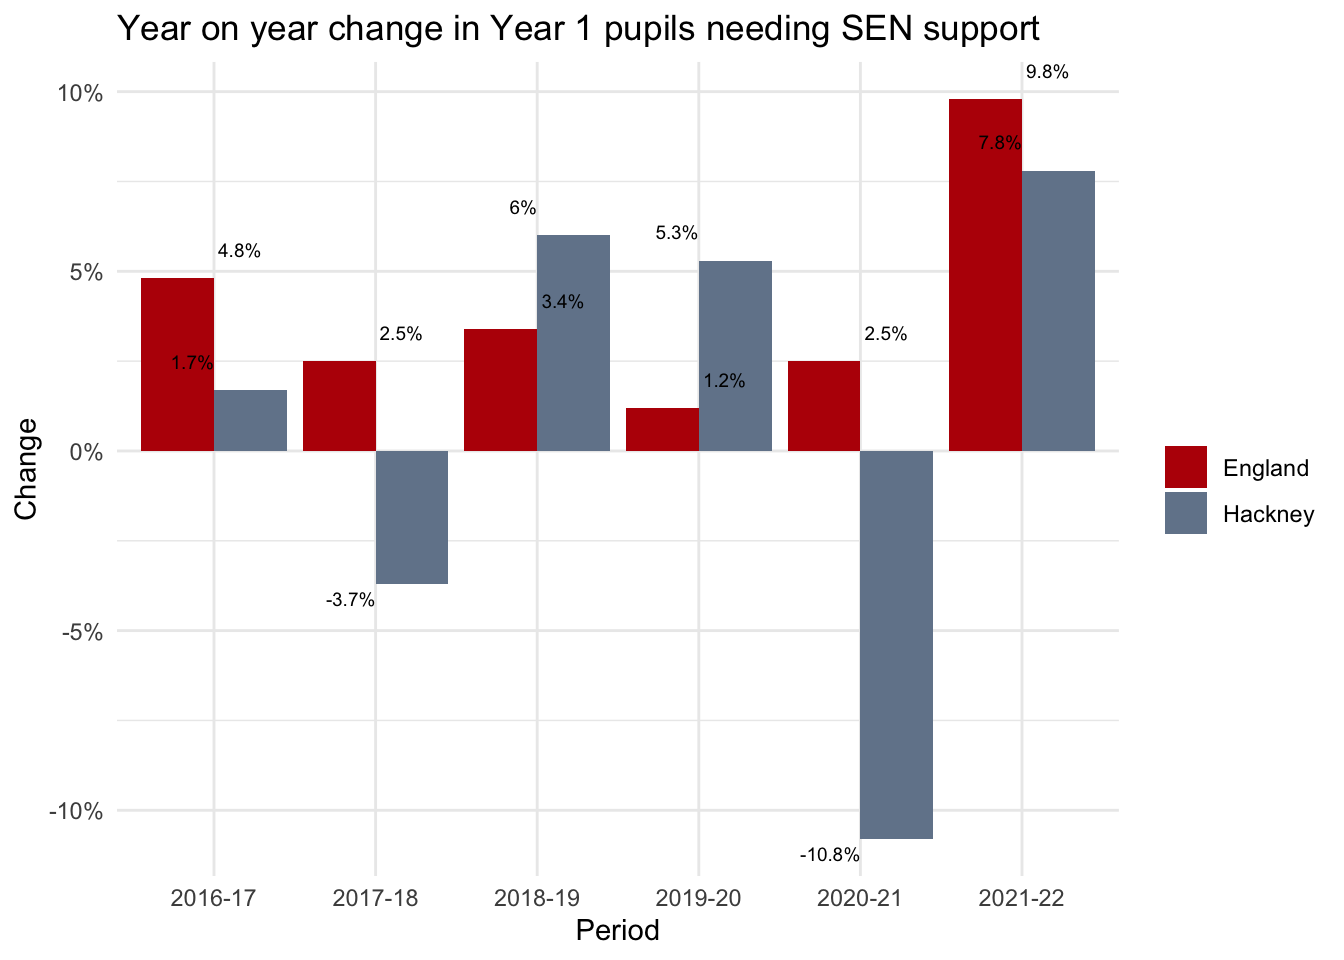 Year on year change in Year 1 pupils needing SEN support
9.8%
10%
7.8%
6%
5.3%
4.8%
5%
3.4%
2.5%
2.5%
1.7%
1.2%
0%
Change
England
Hackney
-3.7%
-5%
-10%
-10.8%
2016-17 2017-18 2018-19 2019-20 2020-21 2021-22
Period